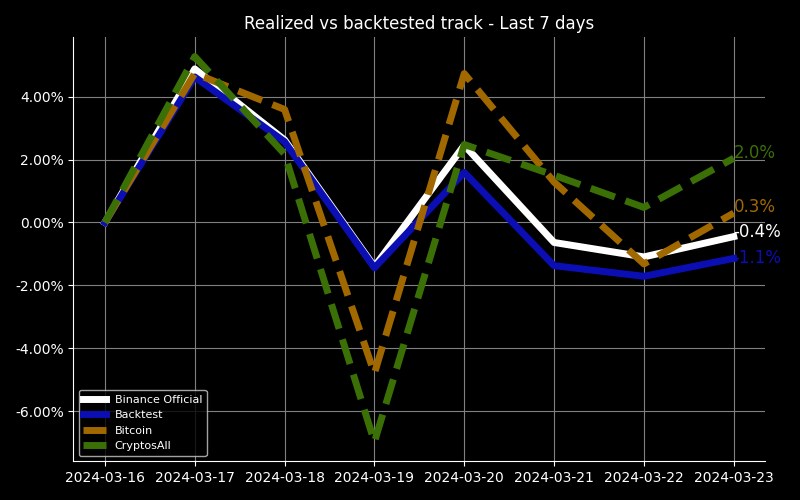 Realized vs backtested track - Last 7 days
4.00%
2.00%
0.00%
-2.00%
-4.00%
-6.00%
2.0%
0.3%
-0.4%
-1.1%
Binance Official
Backtest
Bitcoin
CryptosAll
2024-03-16 2024-03-17 2024-03-18 2024-03-19 2024-03-20 2024-03-21 2024-03-22 2024-03-23